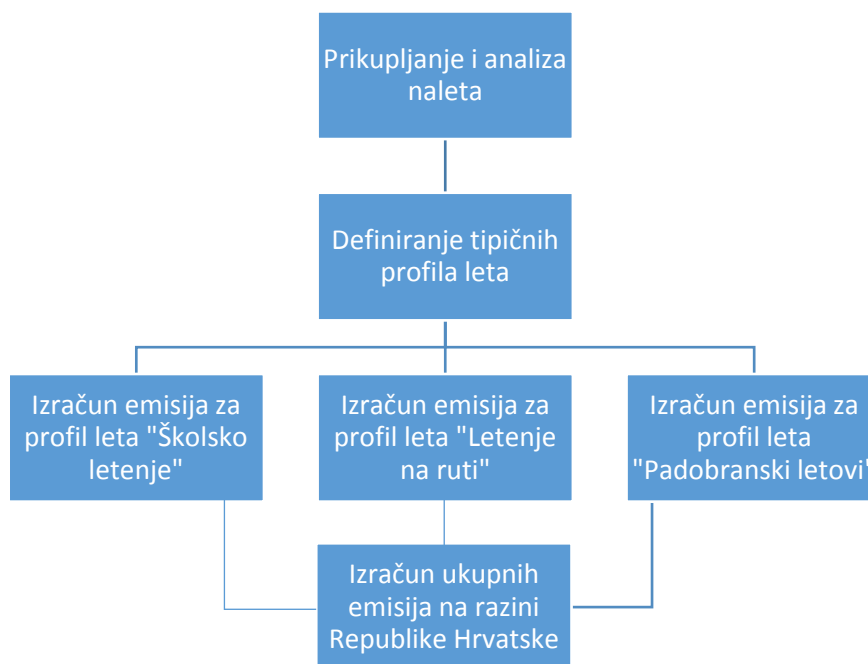 Prikupljanje i analiza
naleta
Definiranje tipičnih
profila leta
Izračun emisija za
profil leta "Školsko
letenje"
Izračun emisija za
profil leta "Letenje
na ruti"
Izračun emisija za
profil leta
"Padobranski letovi"
Izračun ukupnih
emisija na razini
Republike Hrvatske